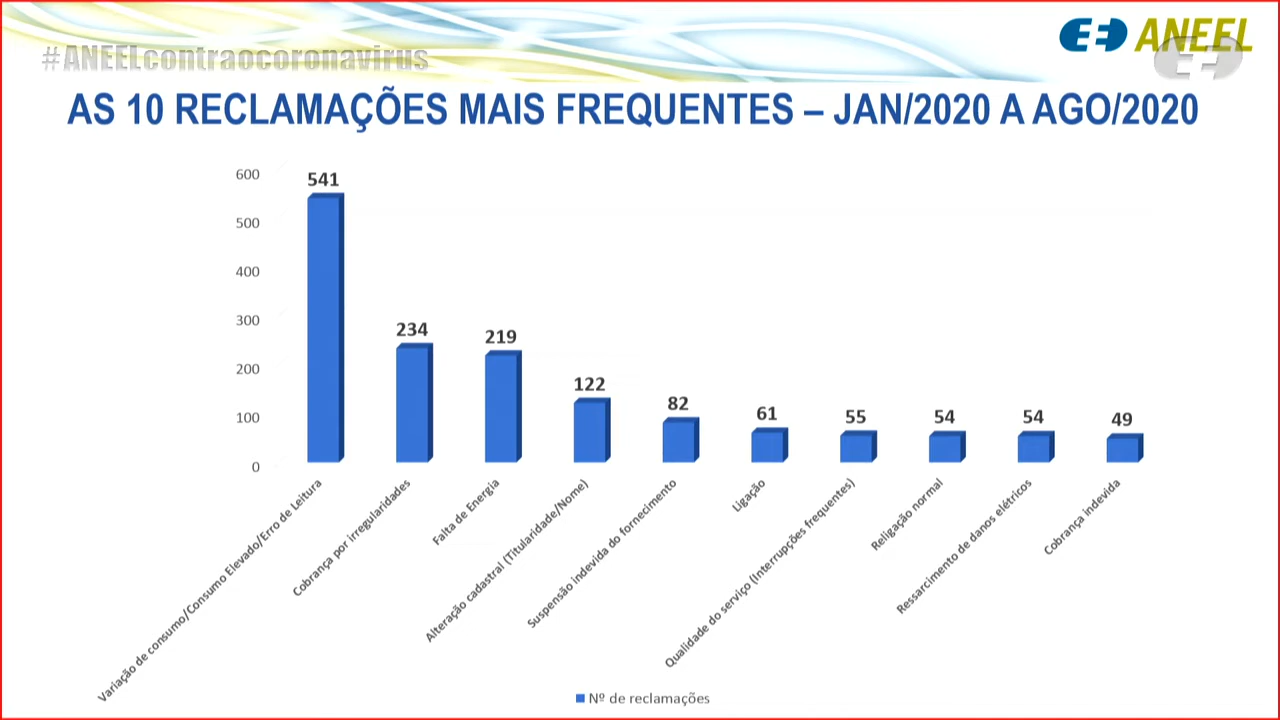 #ANEELcontraocoronavirus
ANEEL
AS 10 RECLAMAÇÕES MAIS FREQUENTES – JAN/2020 A AGO/2020
600
500
400
300
200
100
0
541
234
219
122
82
61
55
54
54
49
Variação de consumo/Consumo Elevado/Erro de Leitura
Cobrança por irregularidades
Falta de Energia
Alteração cadastral (Titularidade/Nome)
Suspensão indevida do fornecimento
Ligação
Qualidade do serviço (Interrupções frequentes)
Religação normal
Ressarcimento de danos elétricos
Cobrança indevida
Nº de reclamações